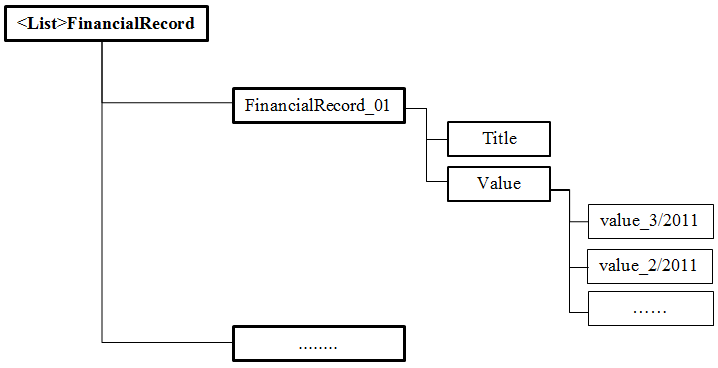 <List>FinancialRecord
FinancialRecord_01
Title
Value
value_3/2011
value_2/2011
……
........